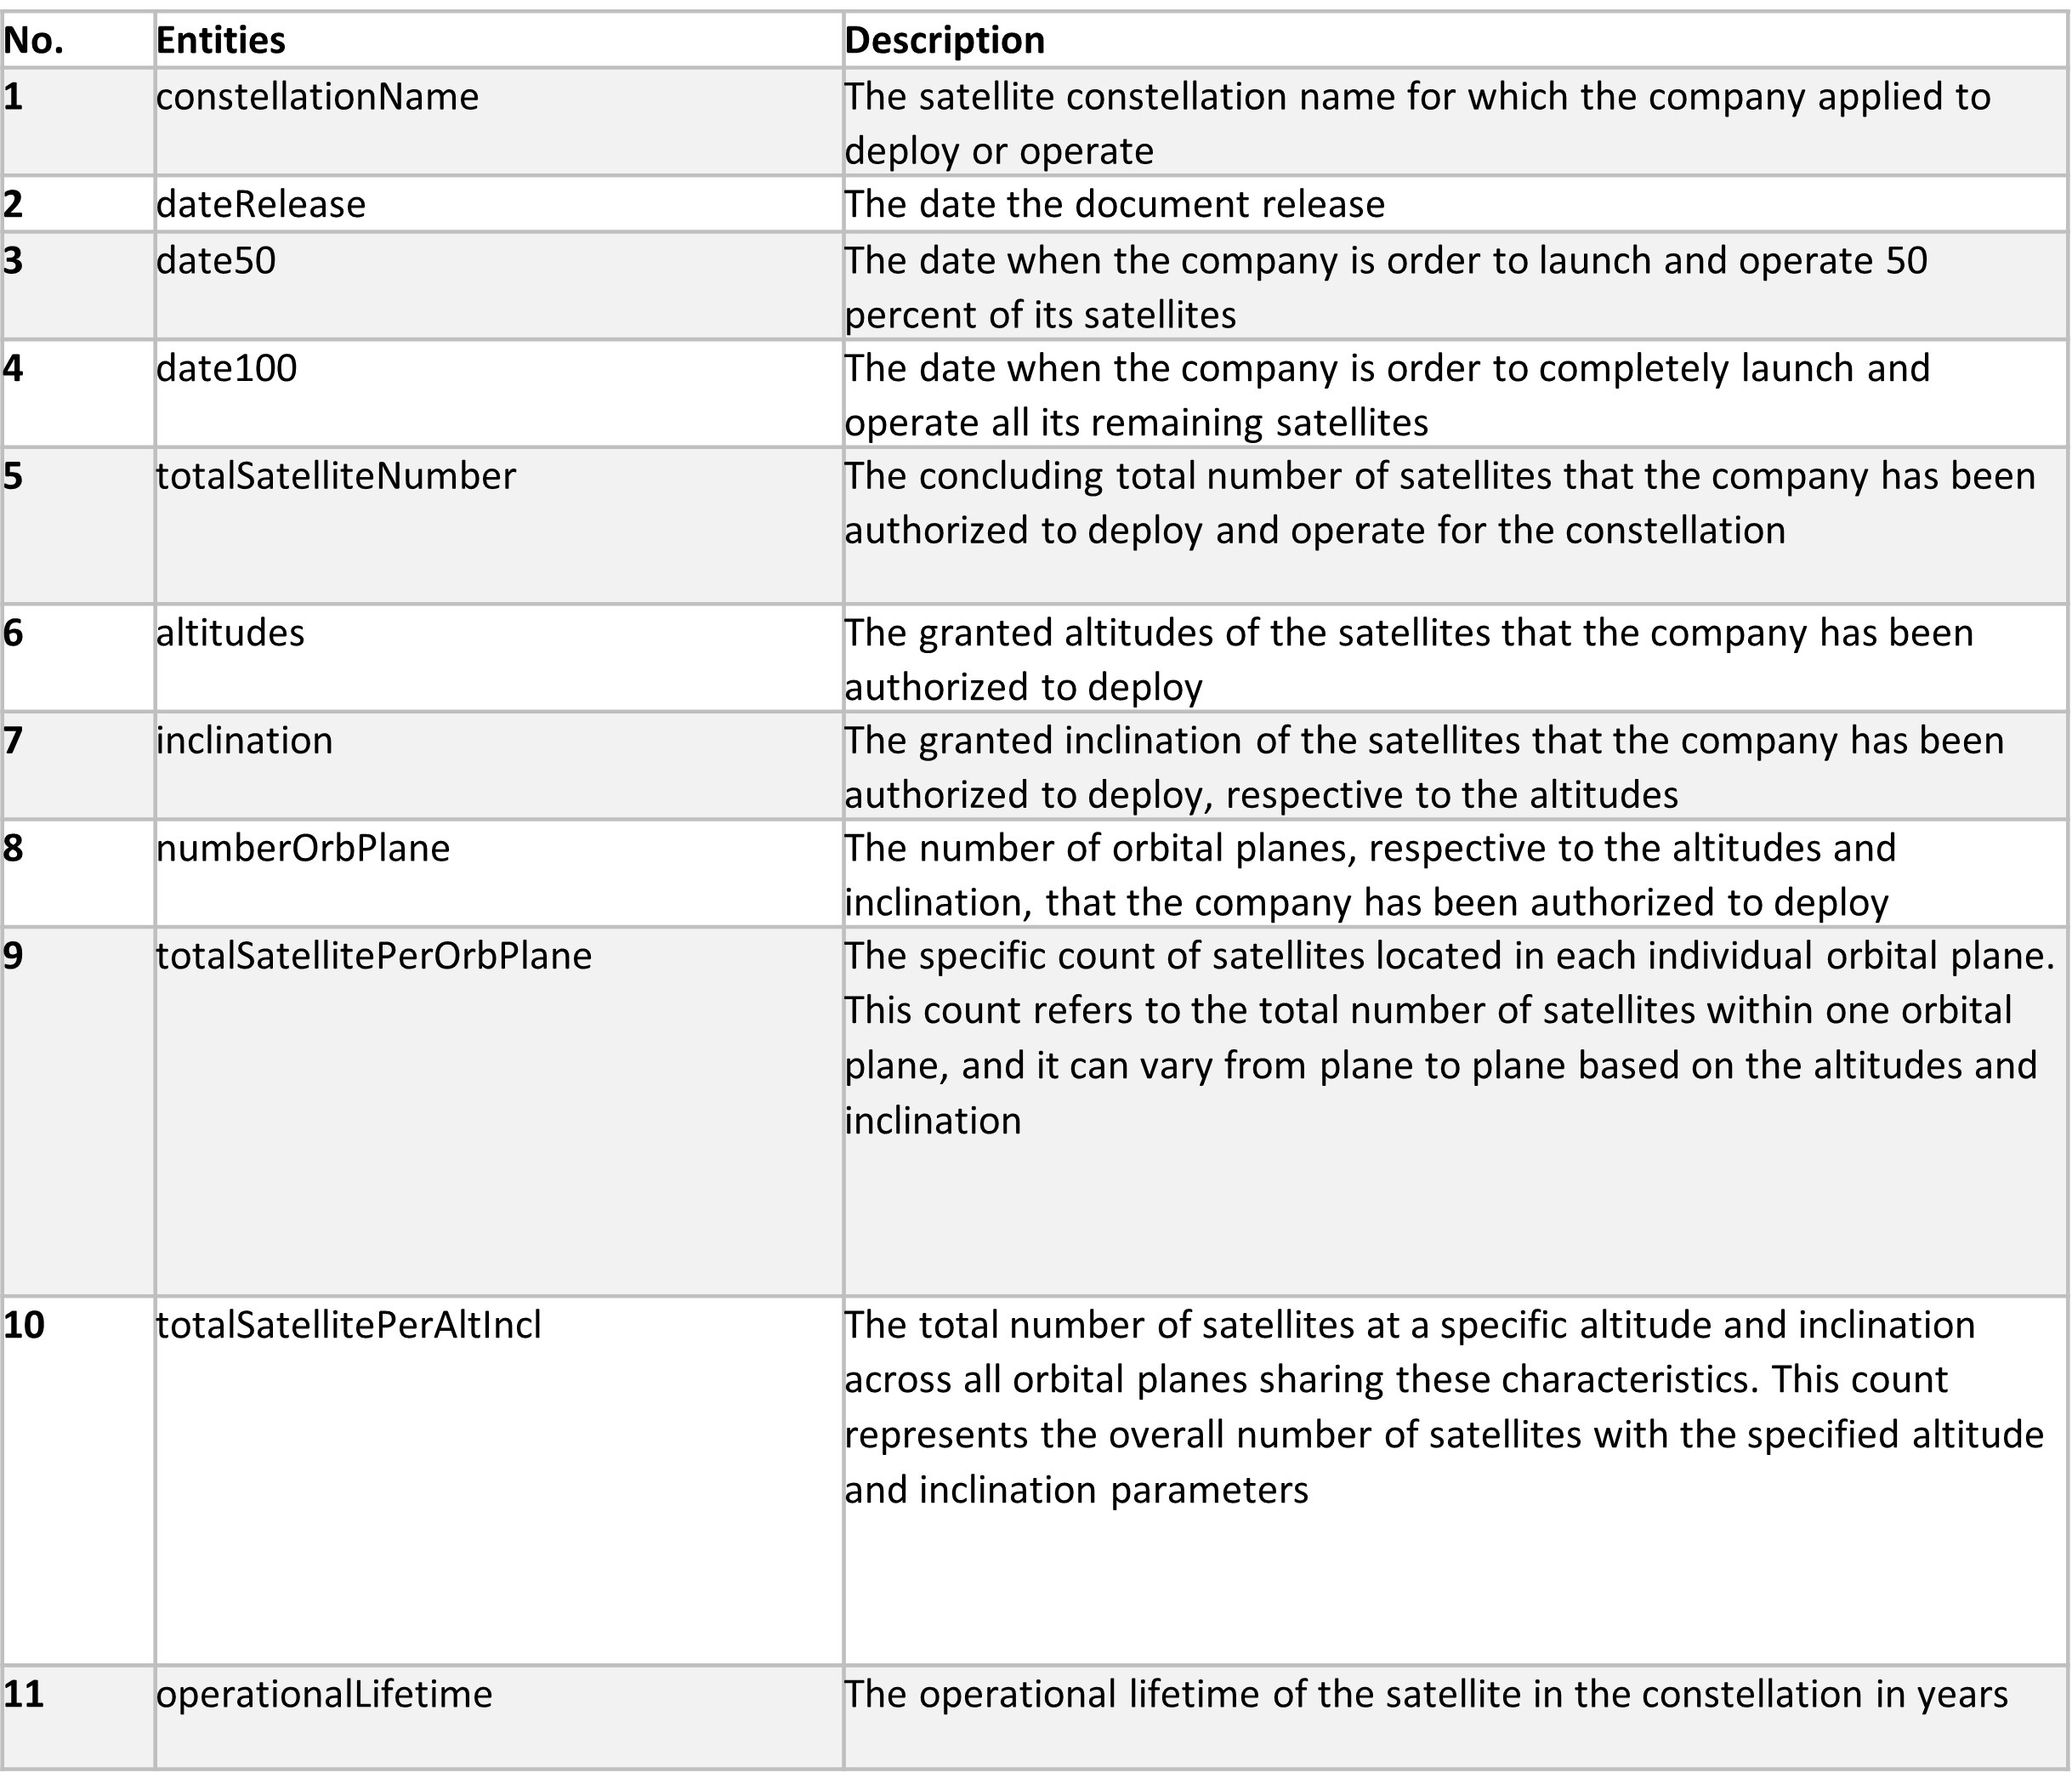 No. Entities Description
1 constellationName The satellite constellation name for which the company applied to
deploy or operate
2 dateRelease The date the document release
3 date50 The date when the company is order to launch and operate 50
percent of its satellites
4 date100 The date when the company is order to completely launch and
operate all its remaining satellites
5 totalSatelliteNumber The concluding total number of satellites that the company has been
authorized to deploy and operate for the constellation
6 altitudes The granted altitudes of the satellites that the company has been
authorized to deploy
7 inclination The granted inclination of the satellites that the company has been
authorized to deploy, respective to the altitudes
8 numberOrbPlane The number of orbital planes, respective to the altitudes and
inclination, that the company has been authorized to deploy
9 totalSatellitePerOrbPlane The specific count of satellites located in each individual orbital plane.
This count refers to the total number of satellites within one orbital
plane, and it can vary from plane to plane based on the altitudes and
inclination
10 totalSatellitePerAltIncl The total number of satellites at a specific altitude and inclination
across all orbital planes sharing these characteristics. This count
represents the overall number of satellites with the specified altitude
and inclination parameters
11 operationalLifetime The operational lifetime of the satellite in the constellation in years